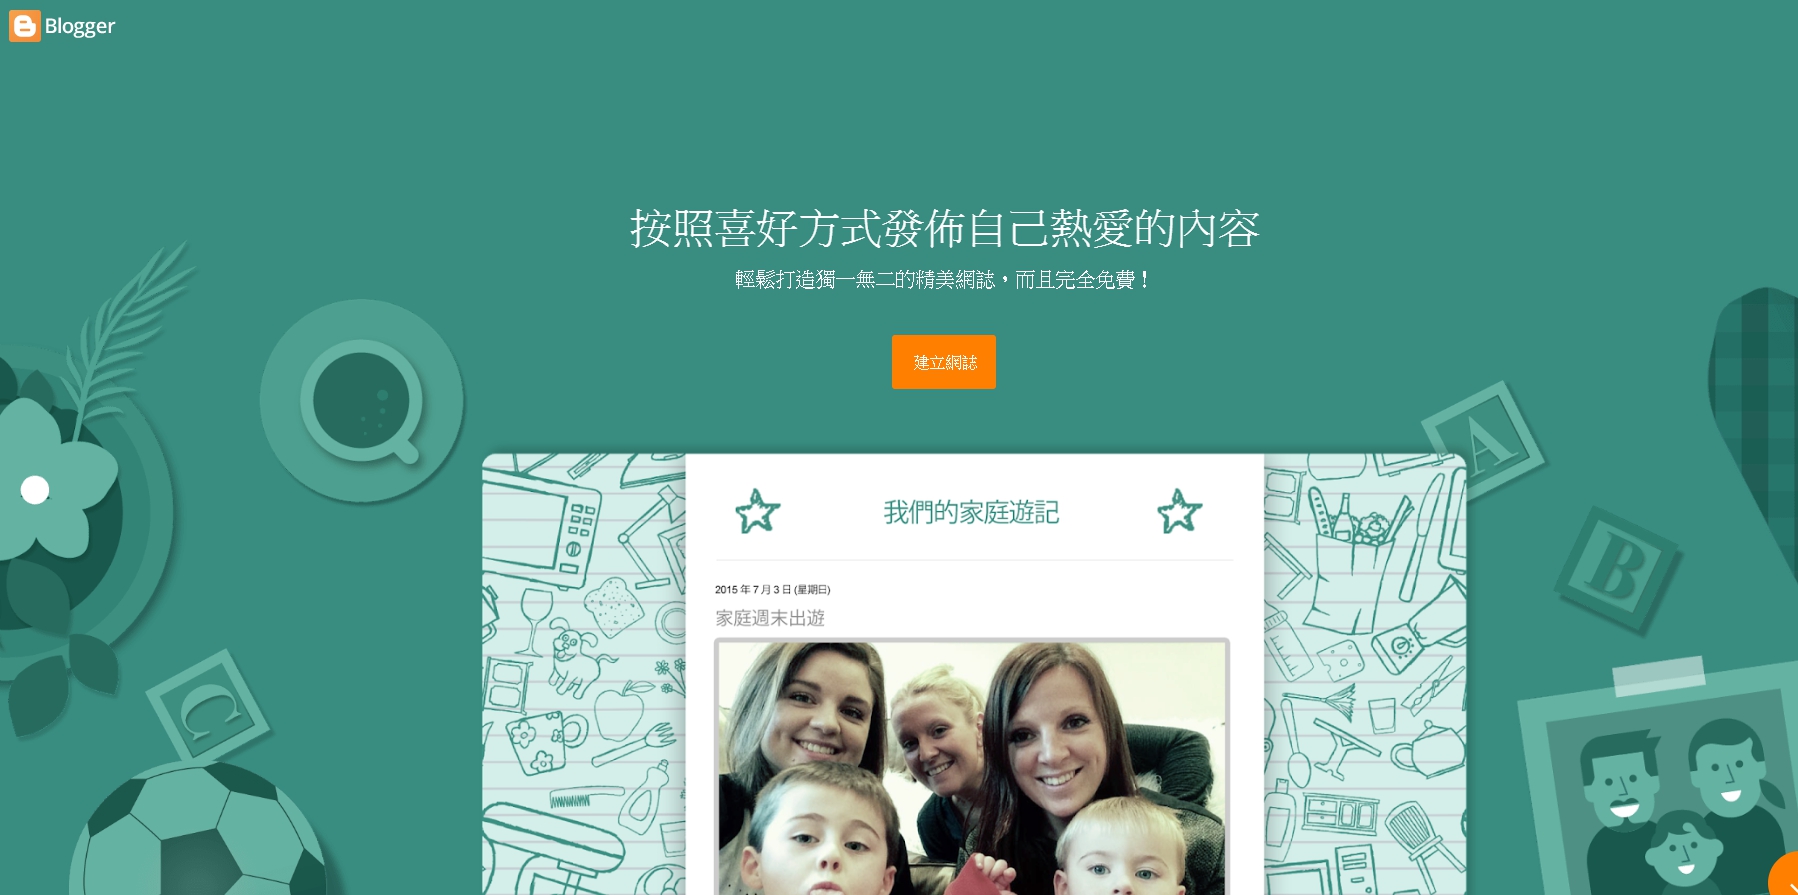 Blogger
按照喜好方式發佈自己熱愛的內容
輕鬆打造獨一無二的精美網誌，而且完全免費！
建立網誌
A
我們的家庭遊記
B
2015 年 7 月 3 日 (星期日)
家庭週末出遊
C